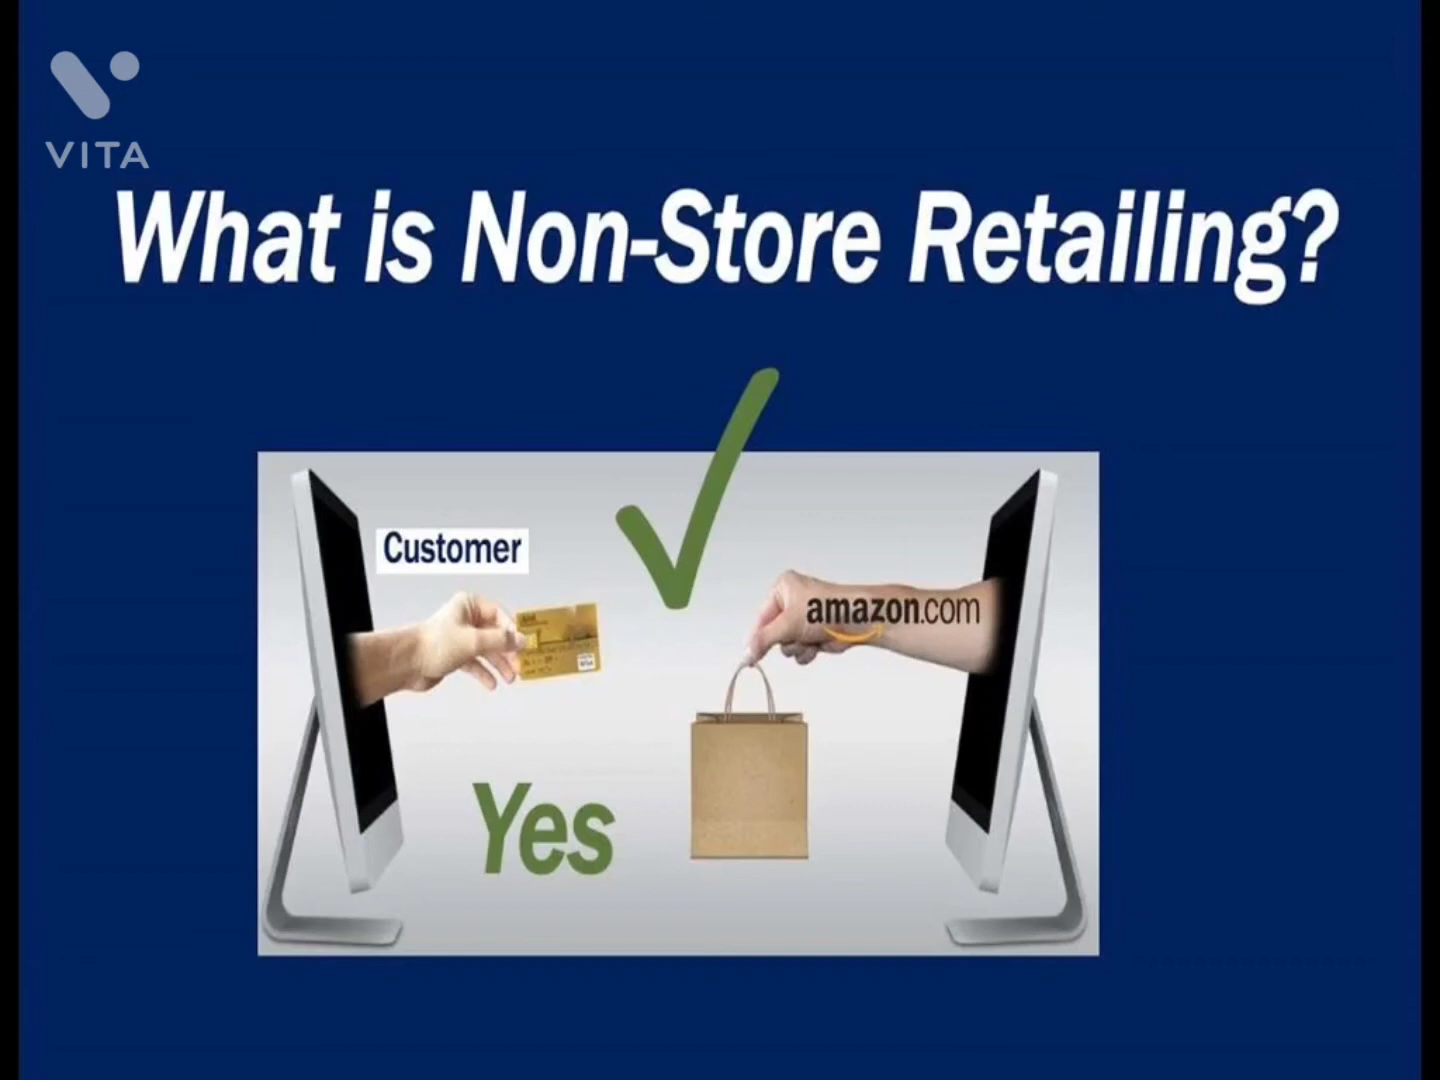 VITA
What is Non-Store Retailing?
Customer
amazon.com
Yes